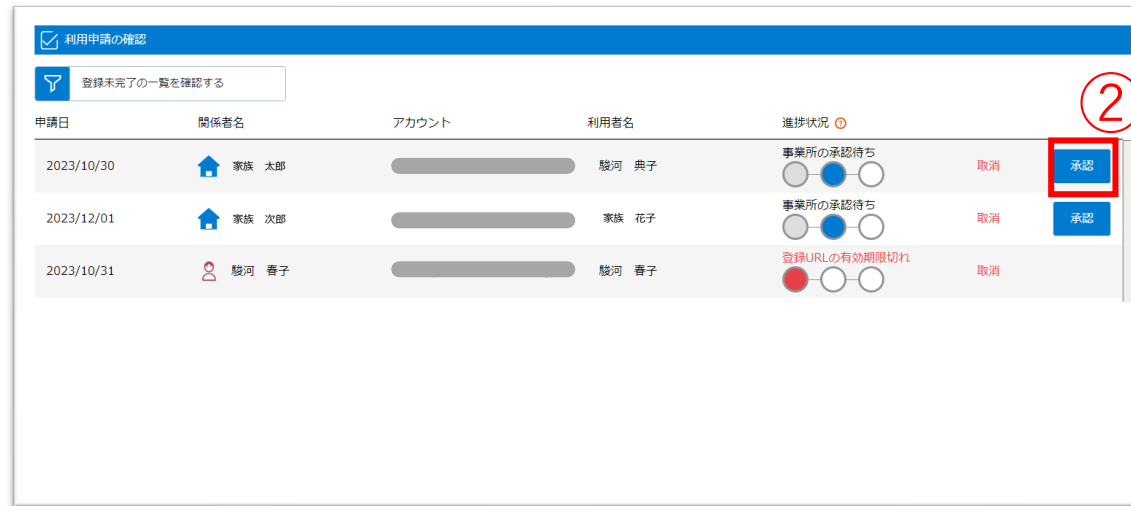 利用申請の確認
登録未完了の一覧を確認する
②
申請日 関係者名 アカウント 利用者名 進捗状況 ?
2023/10/30 家族 太郎 駿河 典子 事業所の承認待ち 取消 承認
2023/12/01 家族 次郎 家族 花子 事業所の承認待ち 取消 承認
2023/10/31 駿河 春子 駿河 春子 登録URLの有効期限切れ 取消